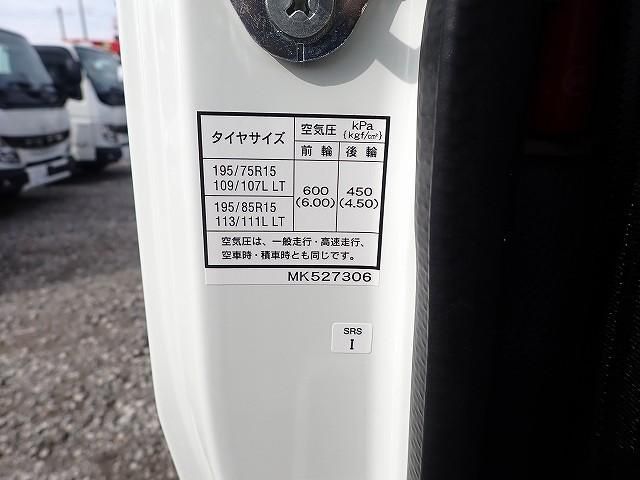 タイヤサイズ 空気圧 kPa {kgf/c㎡}
前輪 後輪
195/75R15
109/107L LT
600 (6.00) 450 (4.50)
195/85R15
113/111L LT
空気圧は、一般走行・高速走行、
空車時・積車時とも同じです。
MK527306
SRS
I